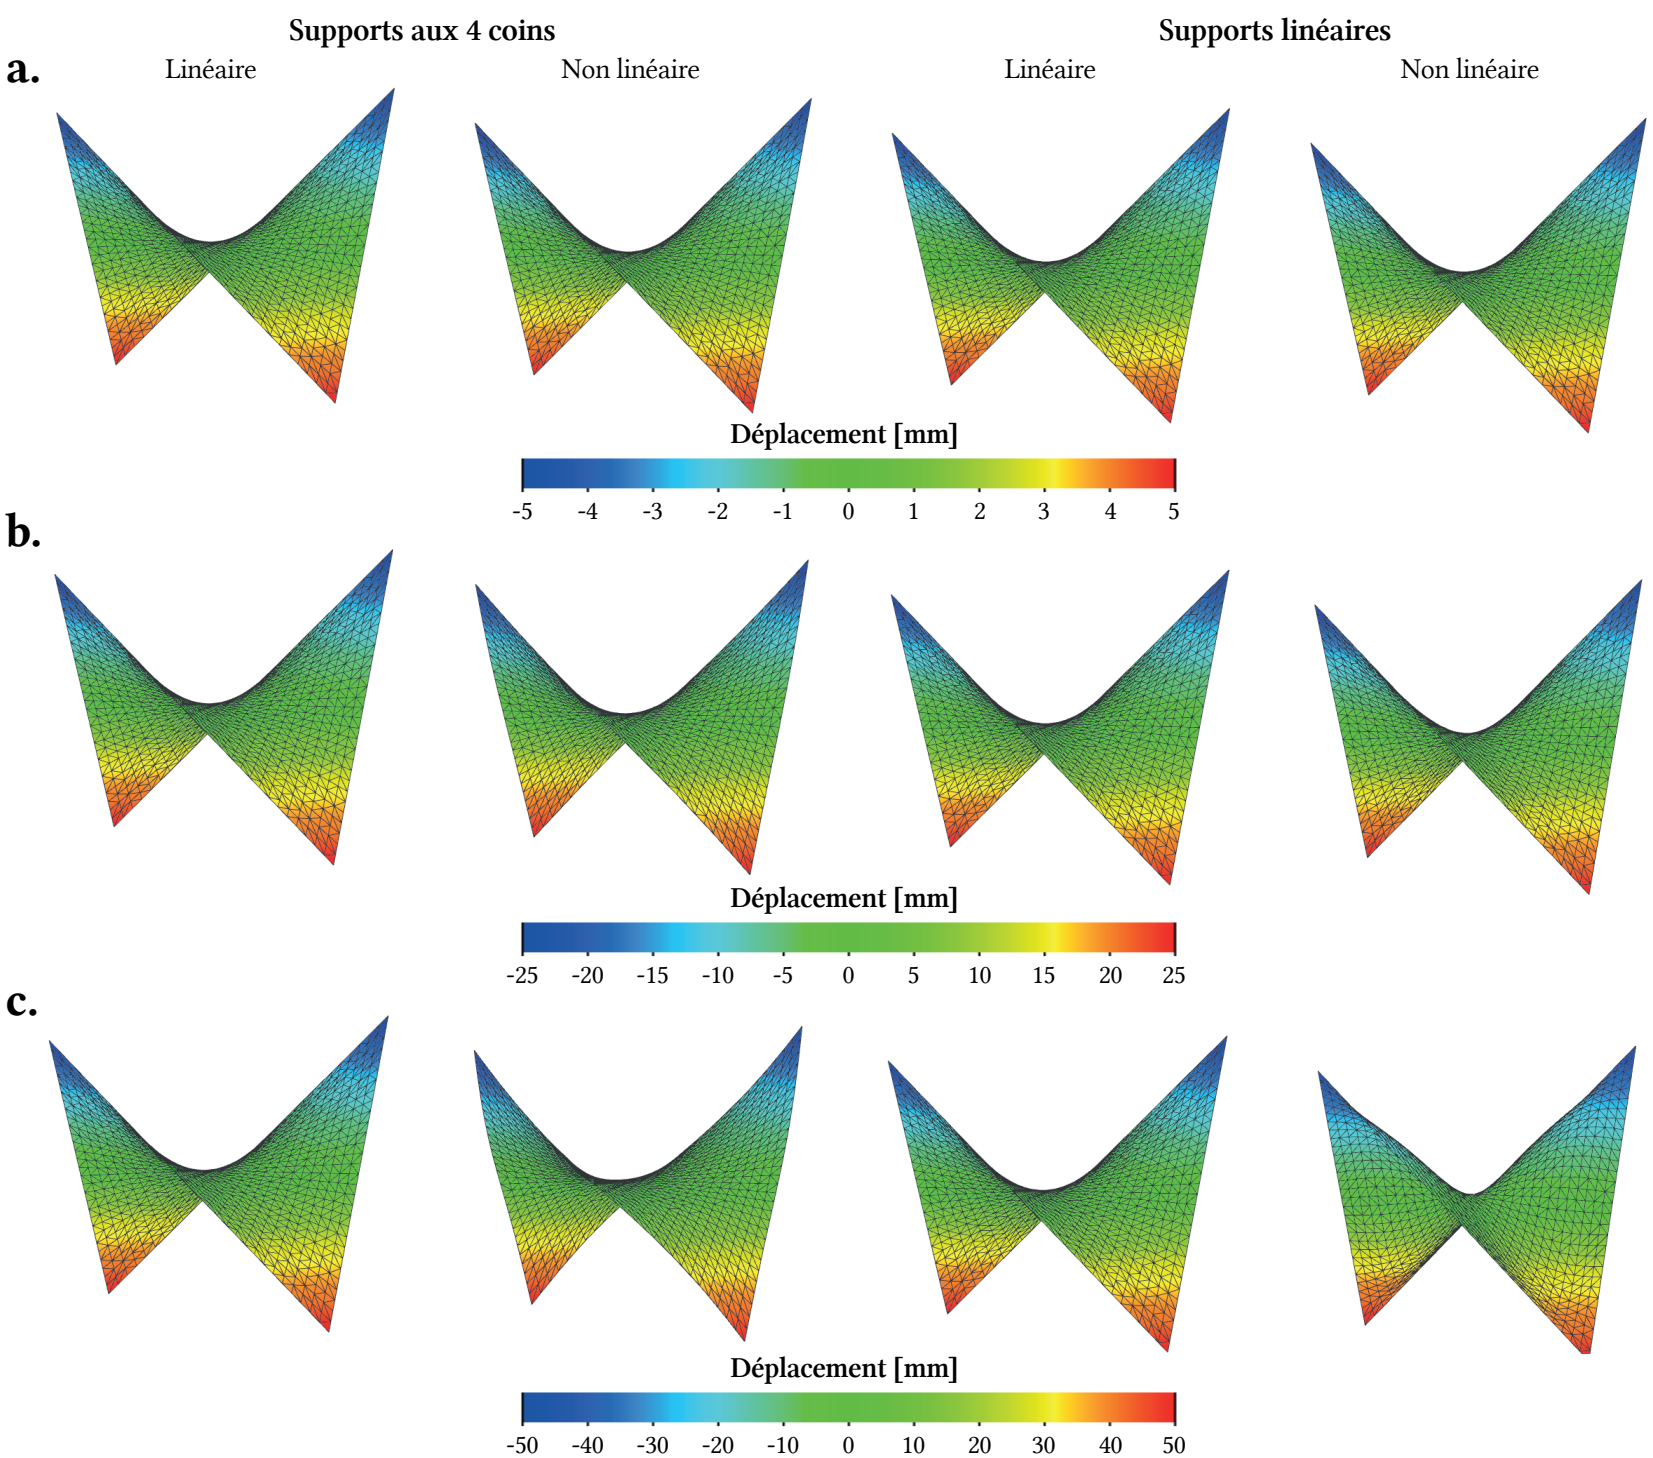 Supports aux 4 coins Supports linéaires
a. Linéaire Non linéaire Linéaire Non linéaire
Déplacement [mm]
-5 -4 -3 -2 -1 0 1 2 3 4 5
b.
Déplacement [mm]
-25 -20 -15 -10 -5 0 5 10 15 20 25
c.
Déplacement [mm]
-50 -40 -30 -20 -10 0 10 20 30 40 50